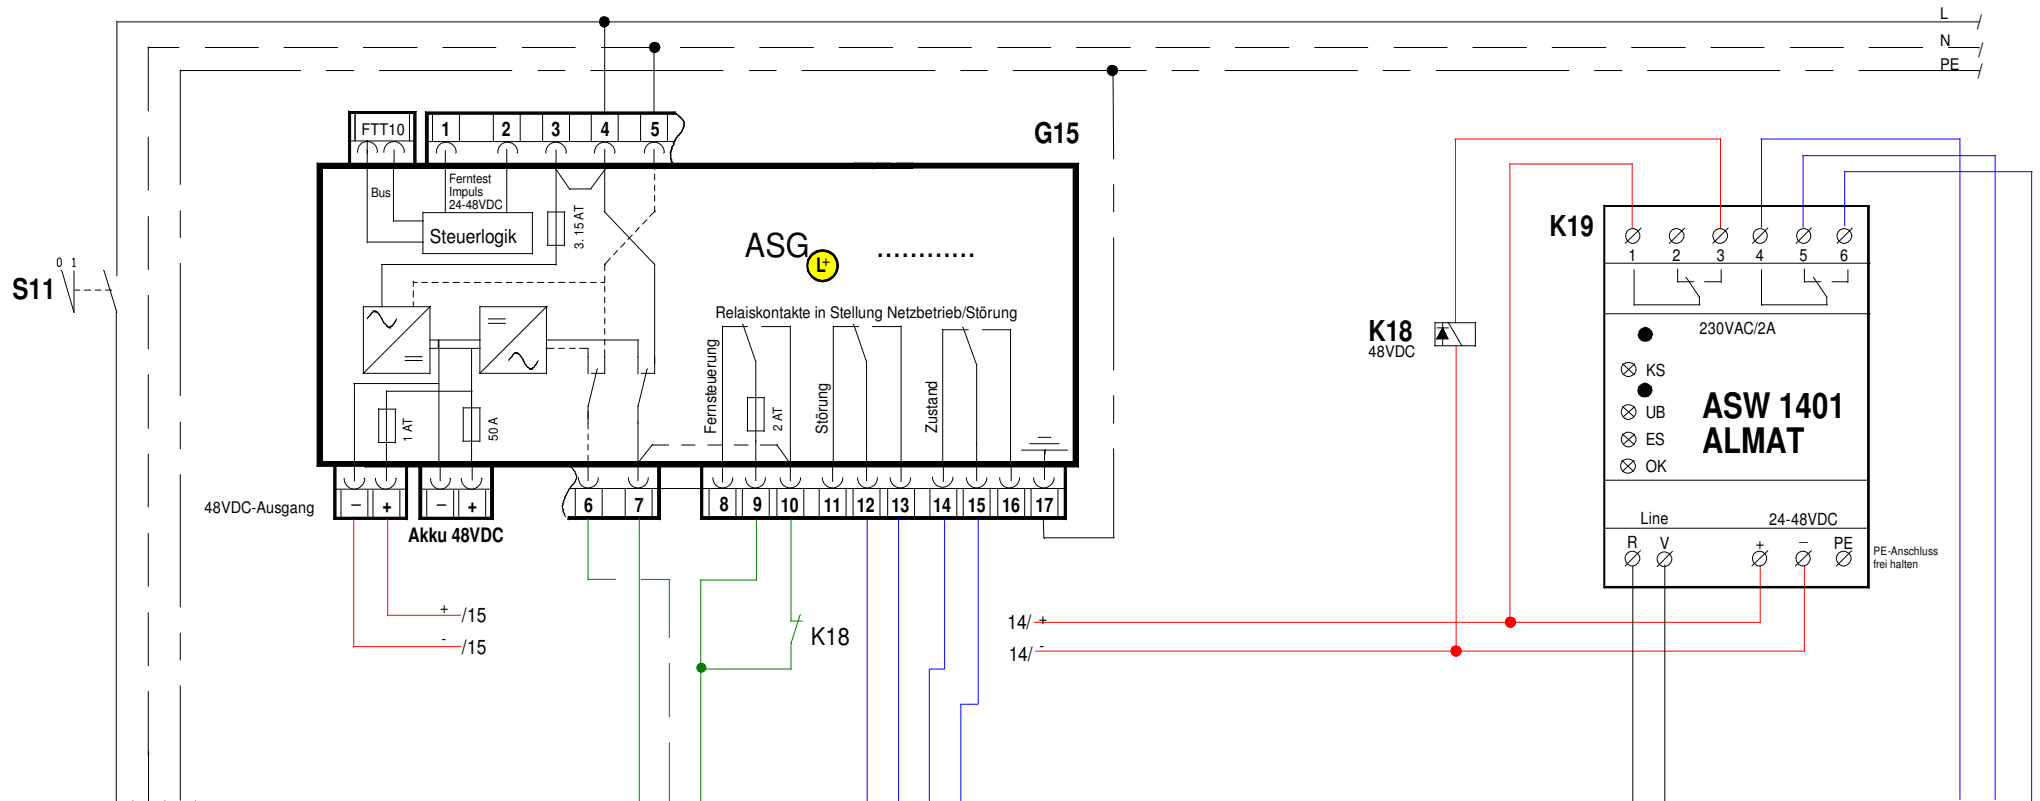 L
N
PE
FTT10
1 2 3 4 5
G15
Bus
Ferntest
Impuls
24-48VDC
Steuerlogik
3.15 AT
ASG
L+
............
K19
1 2 3 4 5 6
0 1
S11
Relaiskontakte in Stellung Netzbetrieb/Störung
230VAC/2A
K18
48VDC
KS
UB
ES
OK
ASW 1401
ALMAT
1 AT
50 A
Fernsteuerung
2 AT
Störung
Zustand
48VDC-Ausgang
– +
– +
Akku 48VDC
6 7
8 9 10 11 12 13 14 15 16 17
Line
24-48VDC
R V + – PE
PE-Anschluss
frei halten
+ /15
- /15
K18
14/ +
14/ -